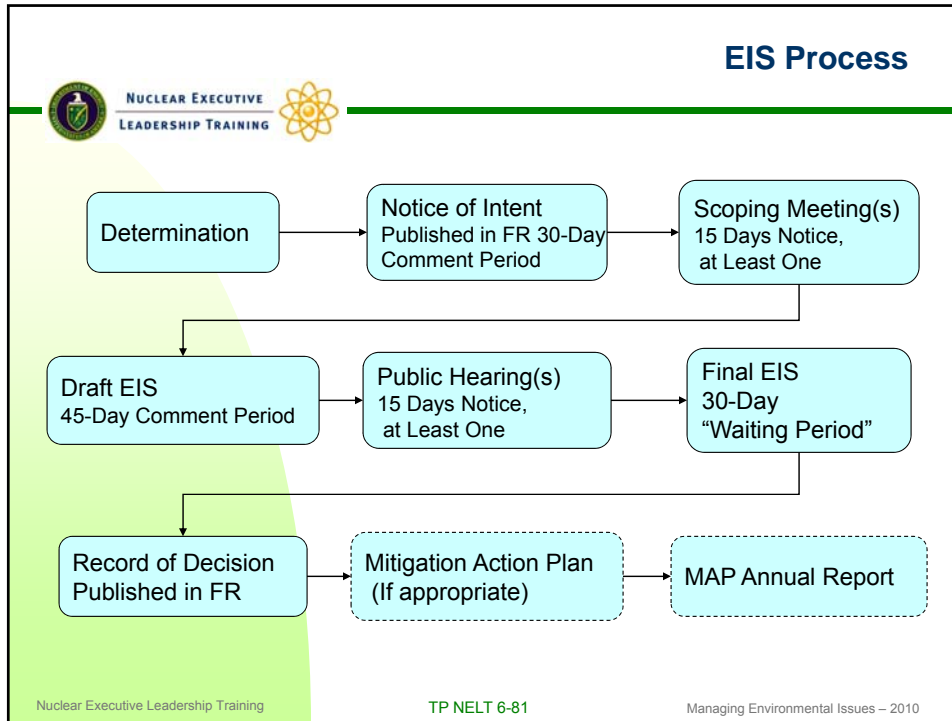 EIS Process
NUCLEAR EXECUTIVE
LEADERSHIP TRAINING
Determination
Notice of Intent
Published in FR 30-Day
Comment Period
Scoping Meeting(s)
15 Days Notice,
at Least One
Draft EIS
45-Day Comment Period
Public Hearing(s)
15 Days Notice,
at Least One
Final EIS
30-Day
“Waiting Period”
Record of Decision
Published in FR
Mitigation Action Plan
(If appropriate)
MAP Annual Report
Nuclear Executive Leadership Training
TP NELT 6-81
Managing Environmental Issues – 2010